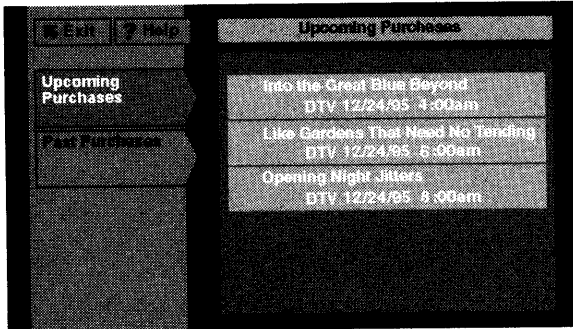 Exit ? Help
Upcoming Purchases
Upcoming
Purchases
Past Purchases
Into the Great Blue Beyond
DTV 12/24/95 4:00am
Like Gardens That Need No Tending
DTV 12/24/95 6:00am
Opening Night Jitters
DTV 12/24/95 8:00am